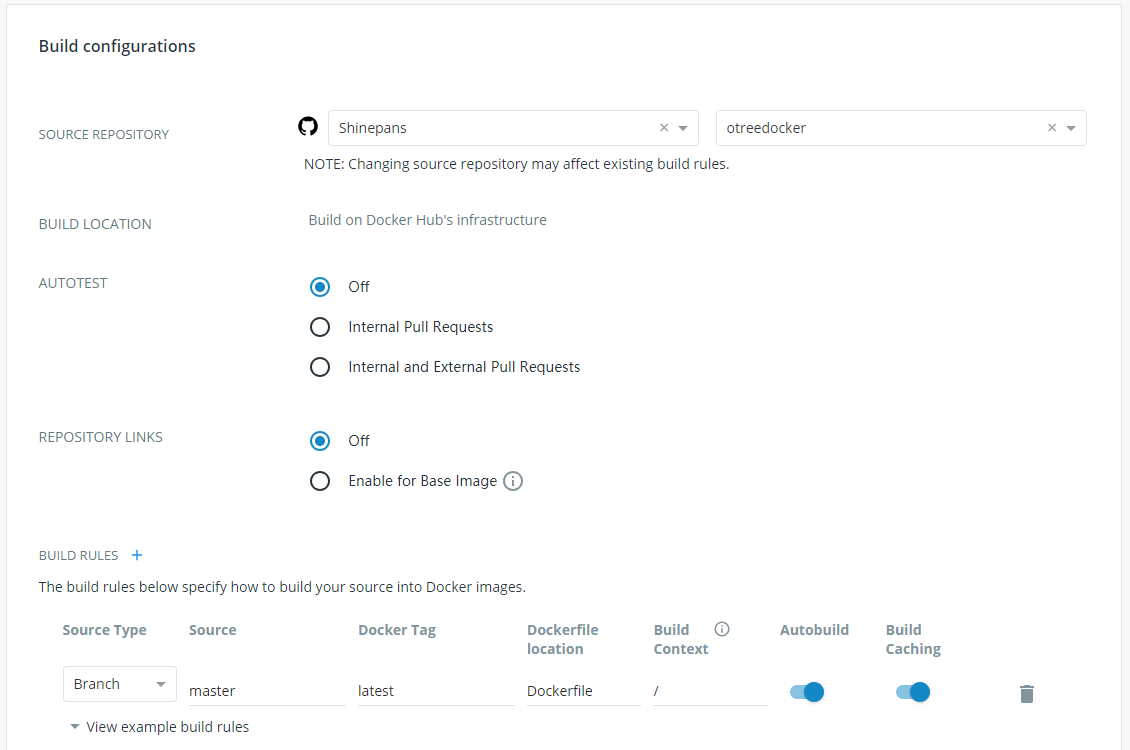 Build configurations
SOURCE REPOSITORY
Shinepans
otreedocker
NOTE: Changing source repository may affect existing build rules.
BUILD LOCATION
Build on Docker Hub's infrastructure
AUTOTEST
Off
Internal Pull Requests
Internal and External Pull Requests
REPOSITORY LINKS
Off
Enable for Base Image
BUILD RULES +
The build rules below specify how to build your source into Docker images.
Source Type
Source
Docker Tag
Dockerfile
location
Build
Context
Autobuild
Build
Caching
Branch
master
latest
Dockerfile
/
View example build rules